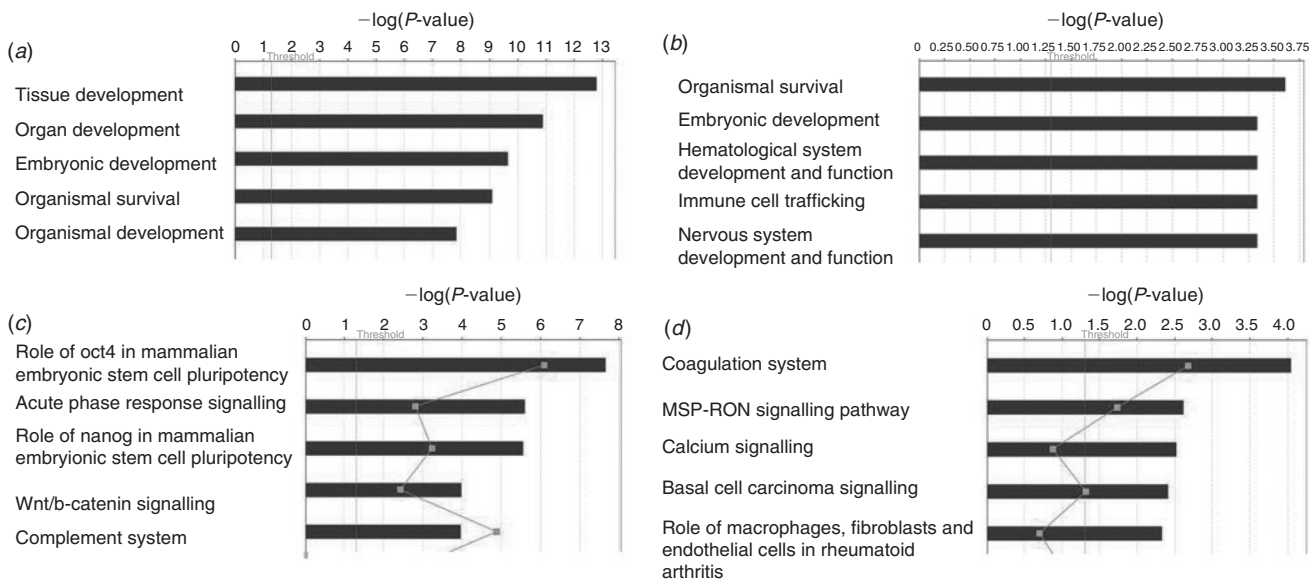 −log(P-value)
(a)
0 1 2 3 4 5 6 7 8 9 10 11 12 13
Threshold
Tissue development
Organ development
Embryonic development
Organismal survival
Organismal development
−log(P-value)
(b)
0 0.25 0.50 0.75 1.00 1.25 1.50 1.75 2.00 2.25 2.50 2.75 3.00 3.25 3.50 3.75
Threshold
Organismal survival
Embryonic development
Hematological system
development and function
Immune cell trafficking
Nervous system
development and function
−log(P-value)
(c)
0 1 2 3 4 5 6 7 8
Threshold
Role of oct4 in mammalian
embryonic stem cell pluripotency
Acute phase response signalling
Role of nanog in mammalian
embryionic stem cell pluripotency
Wnt/b-catenin signalling
Complement system
−log(P-value)
(d)
0 0.5 1.0 1.5 2.0 2.5 3.0 3.5 4.0
Threshold
Coagulation system
MSP-RON signalling pathway
Calcium signalling
Basal cell carcinoma signalling
Role of macrophages, fibroblasts and
endothelial cells in rheumatoid
arthritis